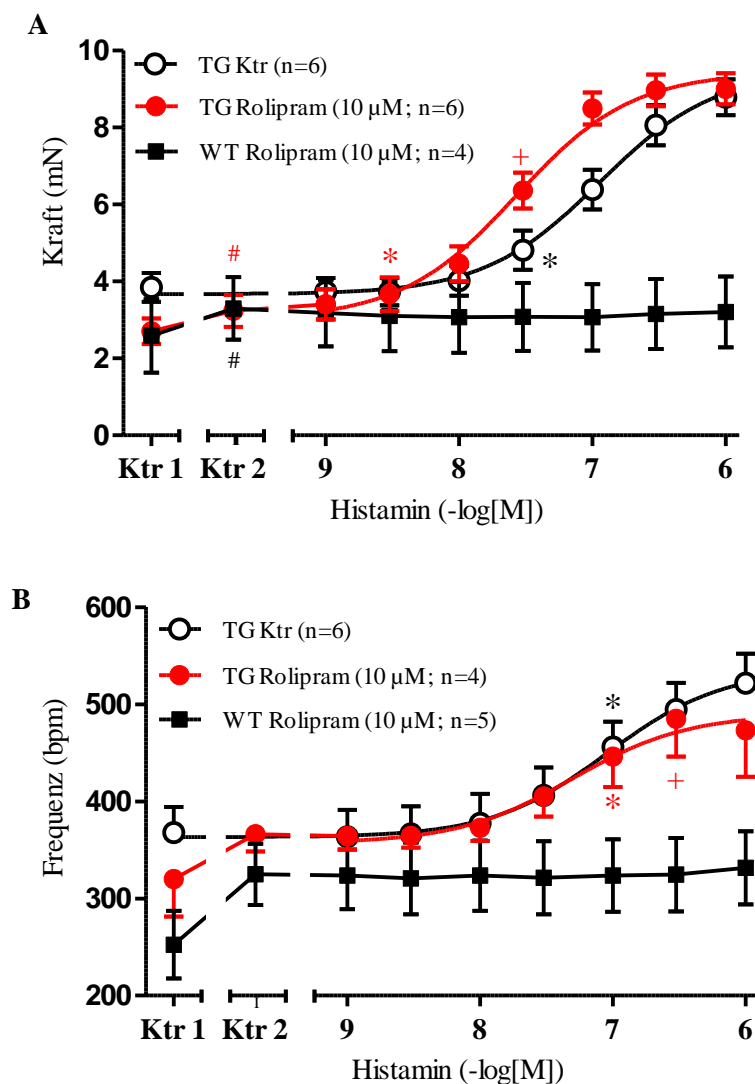 A
TG Ktr (n=6)
TG Rolipram (10 µM; n=6)
WT Rolipram (10 µM; n=4)
Kraft (mN)
10
8
6
4
2
0
+
*
*
#
#
Ktr 1 Ktr 2 9 8 7 6
Histamin (-log[M])
B
TG Ktr (n=6)
TG Rolipram (10 µM; n=4)
WT Rolipram (10 µM; n=5)
Frequenz (bpm)
600
500
400
300
200
*
*
+
Ktr 1 Ktr 2 9 8 7 6
Histamin (-log[M])